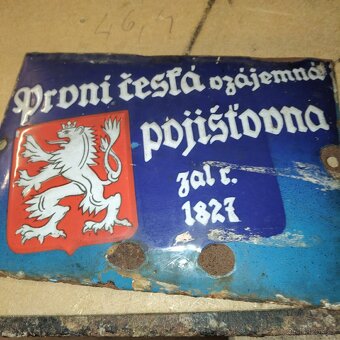 První česká vzájemná
pojišťovna
zal r.
1827